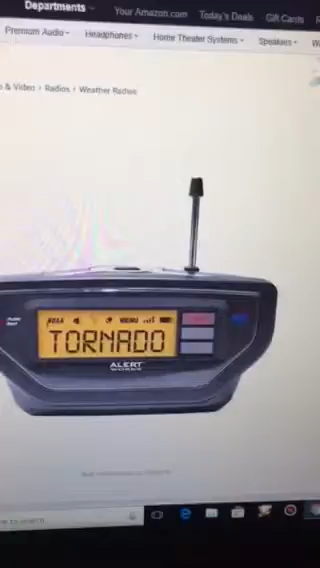 Departments
Your Amazon.com Today's Deals Gift Cards
Premium Audio Headphones Home Theater Systems Speakers
& Video › Radios › Weather Radios
MENU
TORNADO
ALERT
WORKS